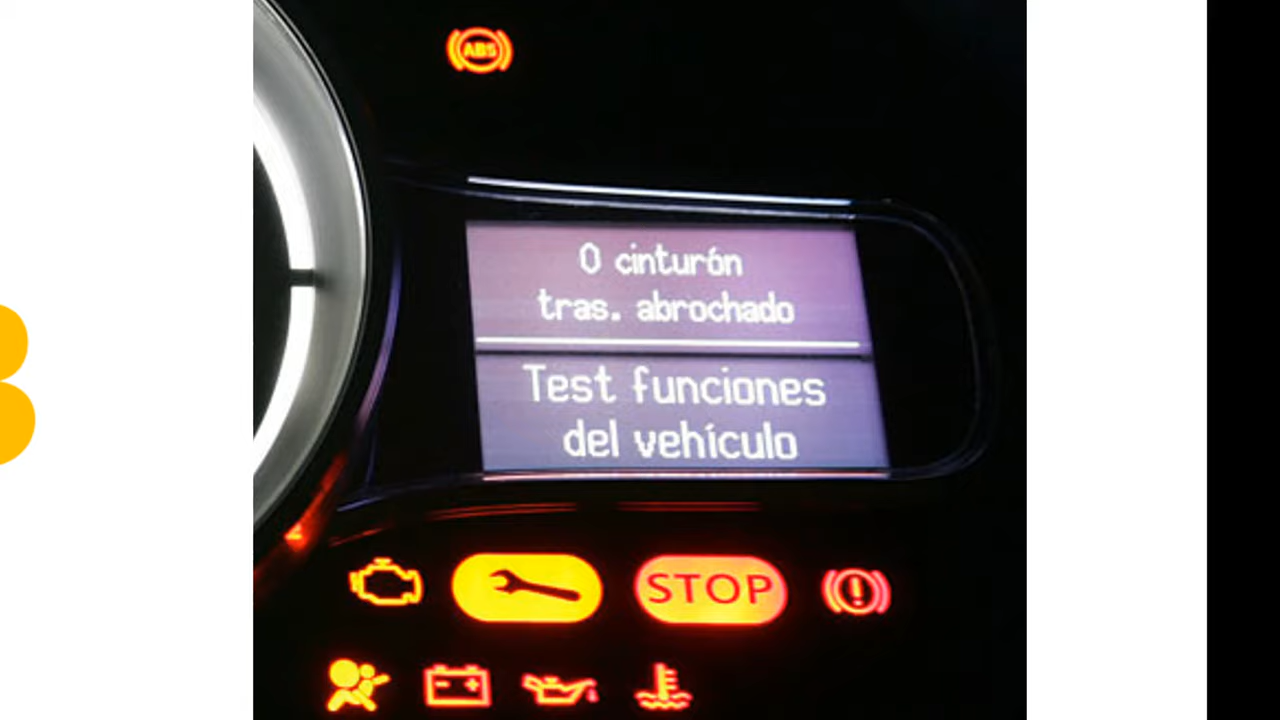 ABS
0 cinturón
tras. abrochado
Test funciones
del vehículo
STOP